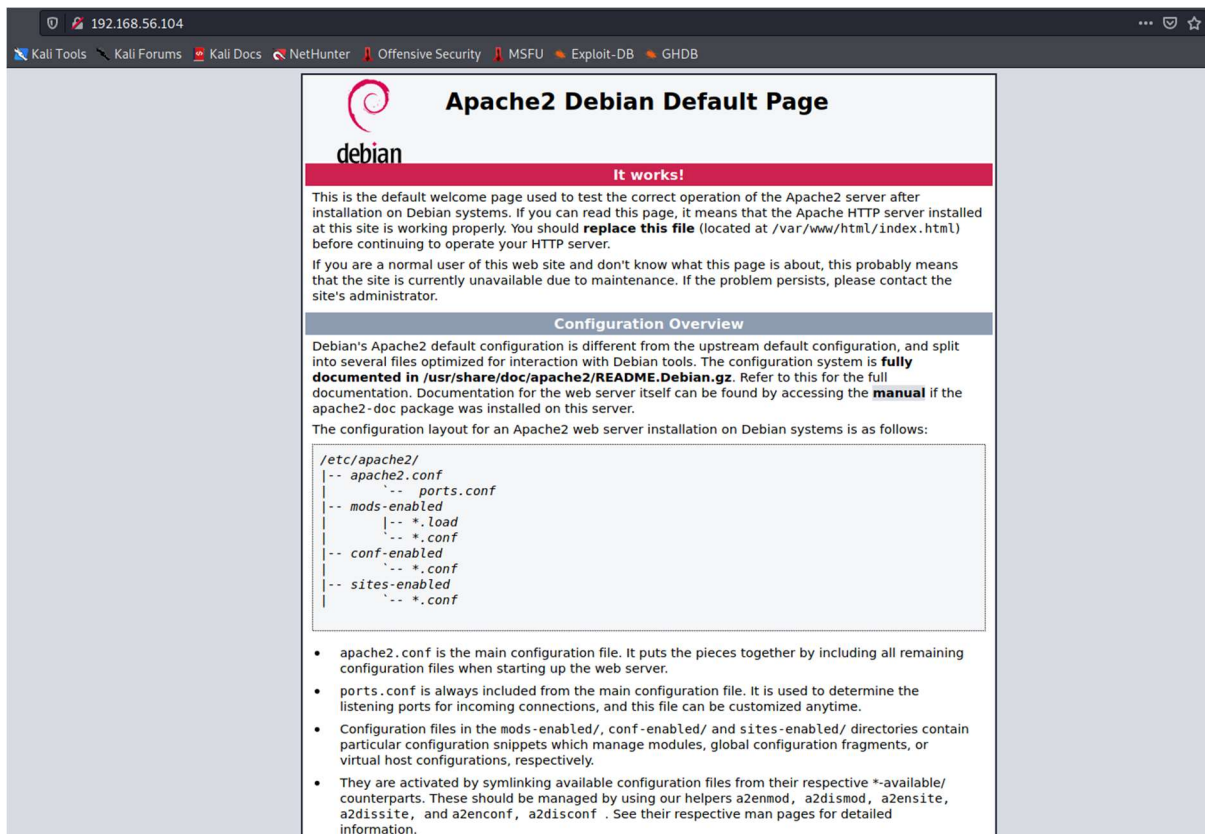 192.168.56.104
Kali Tools Kali Forums Kali Docs NetHunter Offensive Security MSFU Exploit-DB GHDB
debian
Apache2 Debian Default Page
It works!
This is the default welcome page used to test the correct operation of the Apache2 server after
installation on Debian systems. If you can read this page, it means that the Apache HTTP server installed
at this site is working properly. You should replace this file (located at /var/www/html/index.html)
before continuing to operate your HTTP server.
If you are a normal user of this web site and don't know what this page is about, this probably means
that the site is currently unavailable due to maintenance. If the problem persists, please contact the
site's administrator.
Configuration Overview
Debian's Apache2 default configuration is different from the upstream default configuration, and split
into several files optimized for interaction with Debian tools. The configuration system is fully
documented in /usr/share/doc/apache2/README.Debian.gz. Refer to this for the full
documentation. Documentation for the web server itself can be found by accessing the manual if the
apache2-doc package was installed on this server.
The configuration layout for an Apache2 web server installation on Debian systems is as follows:
/etc/apache2/
|-- apache2.conf
|       `--  ports.conf
|-- mods-enabled
|       |-- *.load
|       `-- *.conf
|-- conf-enabled
|       `-- *.conf
|-- sites-enabled
|       `-- *.conf
• apache2.conf is the main configuration file. It puts the pieces together by including all remaining
configuration files when starting up the web server.
• ports.conf is always included from the main configuration file. It is used to determine the
listening ports for incoming connections, and this file can be customized anytime.
• Configuration files in the mods-enabled/, conf-enabled/ and sites-enabled/ directories contain
particular configuration snippets which manage modules, global configuration fragments, or
virtual host configurations, respectively.
• They are activated by symlinking available configuration files from their respective *-available/
counterparts. These should be managed by using our helpers a2enmod, a2dismod, a2ensite,
a2dissite, and a2enconf, a2disconf . See their respective man pages for detailed
information.